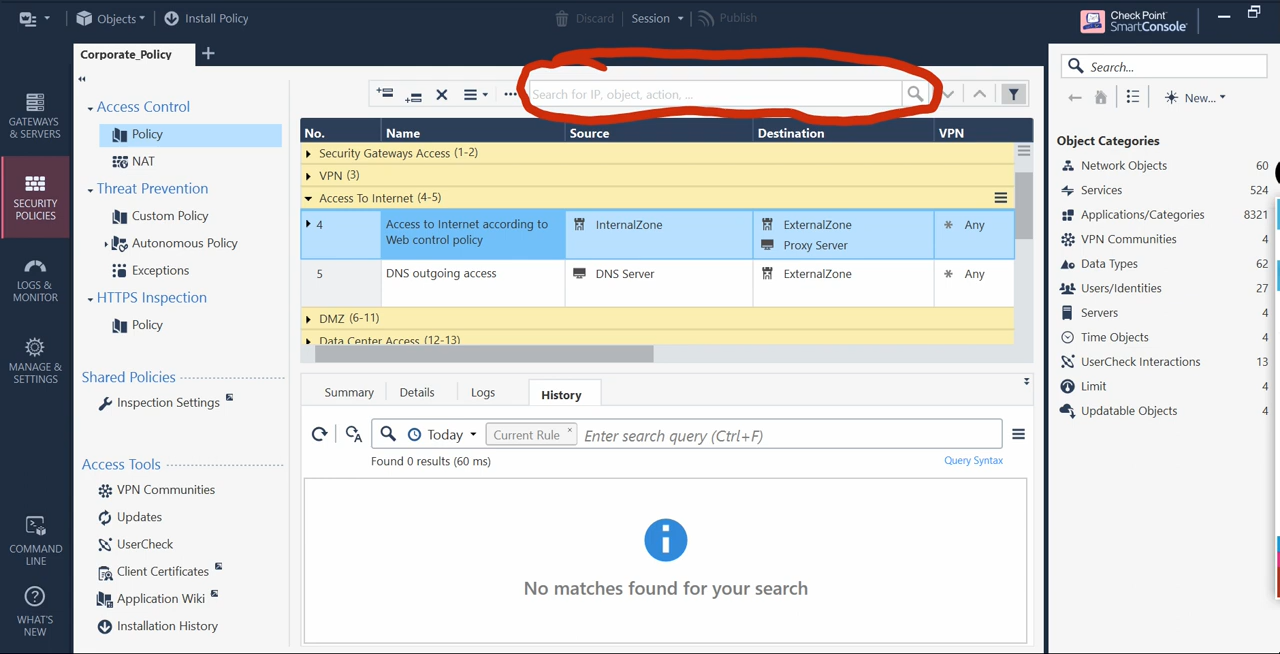 Objects
Install Policy
Discard
Session
Publish
Check Point
SmartConsole
Corporate_Policy
GATEWAYS
& SERVERS
SECURITY
POLICIES
LOGS &
MONITOR
MANAGE &
SETTINGS
COMMAND
LINE
WHAT'S
NEW
Access Control
Policy
NAT
Threat Prevention
Custom Policy
Autonomous Policy
Exceptions
HTTPS Inspection
Policy
Shared Policies
Inspection Settings
Access Tools
VPN Communities
Updates
UserCheck
Client Certificates
Application Wiki
Installation History
Search for IP, object, action, ...
No. Name Source Destination VPN
Security Gateways Access (1-2)
VPN (3)
Access To Internet (4-5)
4 Access to Internet according to InternalZone ExternalZone Any
Web control policy Proxy Server
5 DNS outgoing access DNS Server ExternalZone Any
DMZ (6-11)
Data Center Access (12-13)
Summary Details Logs History
Today Current Rule × Enter search query (Ctrl+F)
Found 0 results (60 ms) Query Syntax
No matches found for your search
Search...
New...
Object Categories
Network Objects 60
Services 524
Applications/Categories 8321
VPN Communities 4
Data Types 62
Users/Identities 27
Servers 4
Time Objects 4
UserCheck Interactions 13
Limit 4
Updatable Objects 4